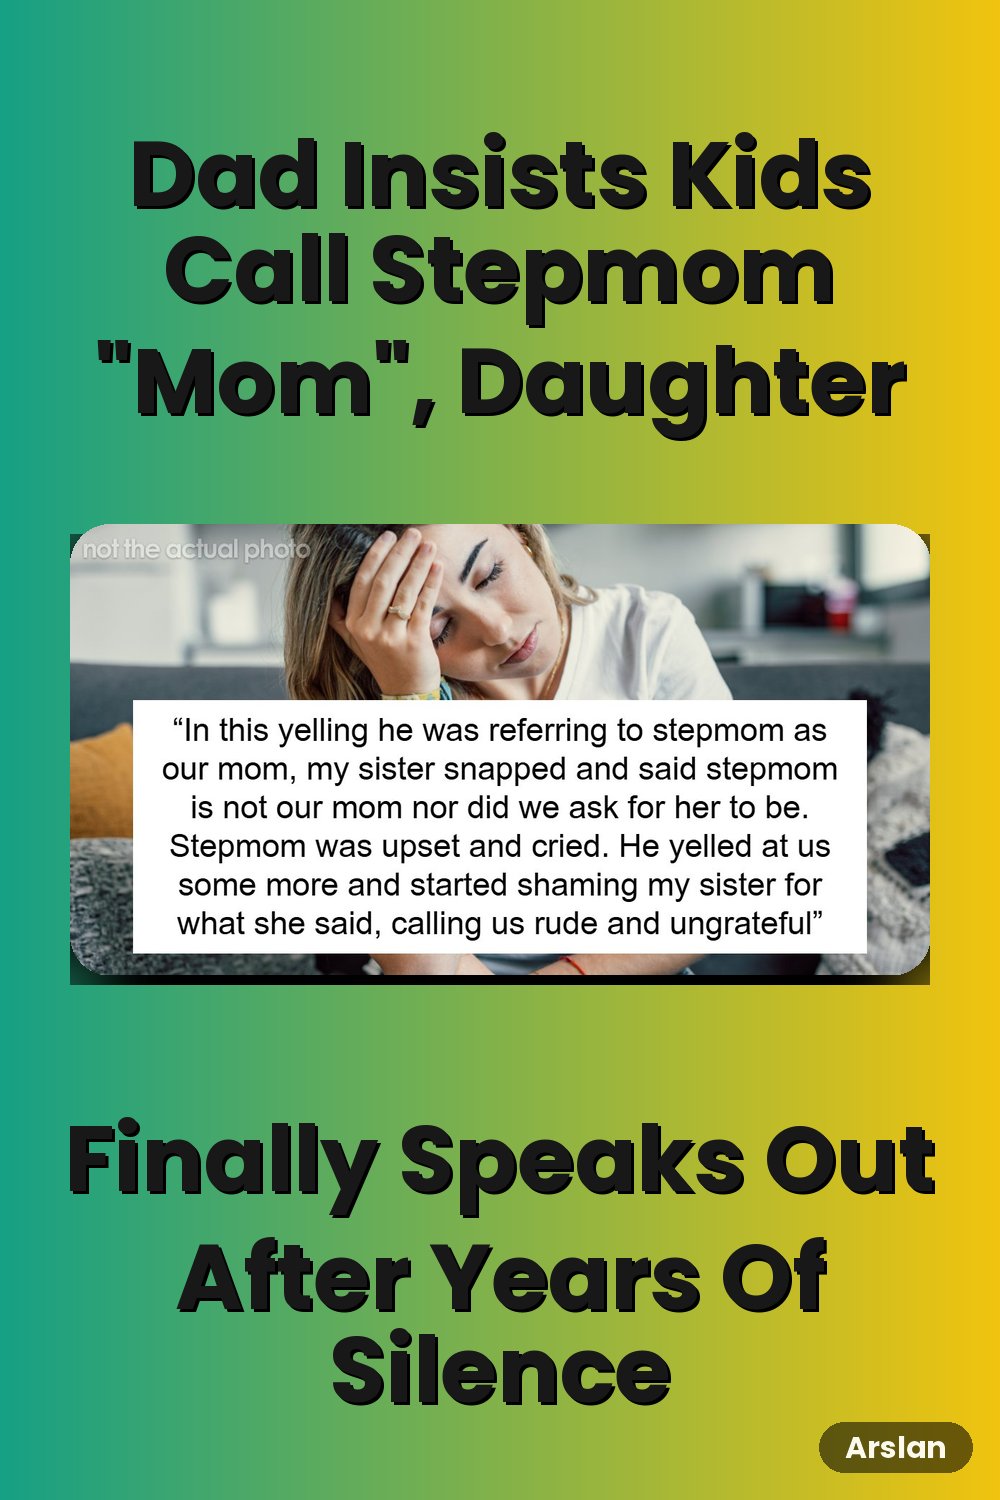 Dad Insists Kids
Call Stepmom
"Mom", Daughter
not the actual photo
“In this yelling he was referring to stepmom as
our mom, my sister snapped and said stepmom
is not our mom nor did we ask for her to be.
Stepmom was upset and cried. He yelled at us
some more and started shaming my sister for
what she said, calling us rude and ungrateful”
Finally Speaks Out
After Years Of
Silence
Arslan